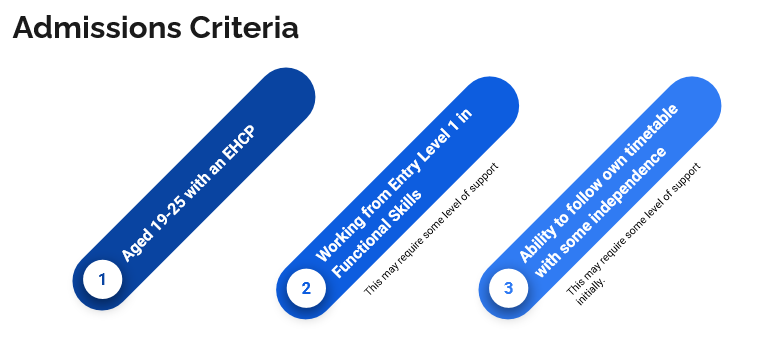 Admissions Criteria
1
Aged 19-25 with an EHCP
2
Working from Entry Level 1 in
Functional Skills
This may require some level of support
3
Ability to follow own timetable
with some independence
This may require some level of support
initially.